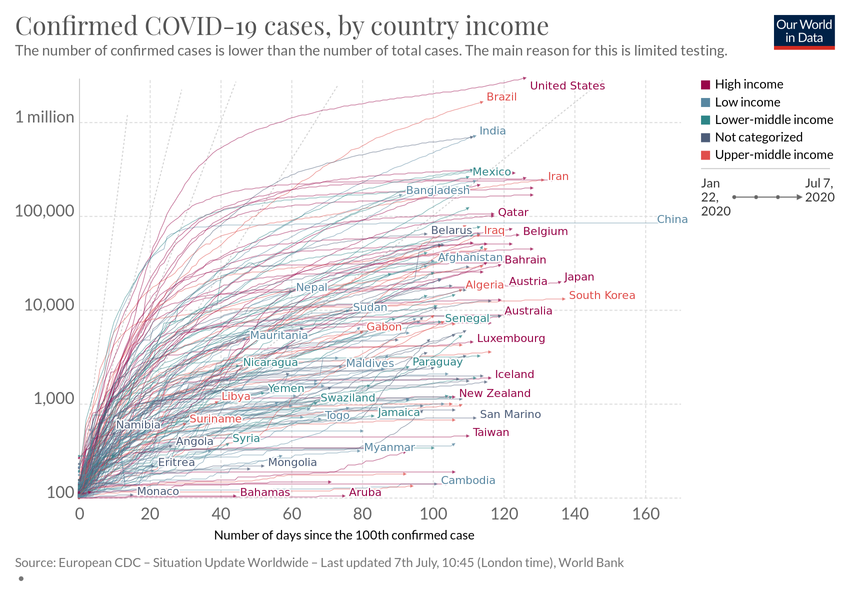 Confirmed COVID-19 cases, by country income
The number of confirmed cases is lower than the number of total cases. The main reason for this is limited testing.
Our World
in Data
1 million
100,000
10,000
1,000
100
0
20
40
60
80
100
120
140
160
Number of days since the 100th confirmed case
United States
Brazil
India
Mexico
Iran
Bangladesh
Qatar
China
Belarus
Iraq
Belgium
Afghanistan
Bahrain
Nepal
Algeria
Austria
Japan
South Korea
Sudan
Senegal
Australia
Gabon
Mauritania
Luxembourg
Nicaragua
Maldives
Paraguay
Iceland
Yemen
Libya
Swaziland
New Zealand
Suriname
Togo
Jamaica
San Marino
Namibia
Angola
Syria
Taiwan
Myanmar
Eritrea
Mongolia
Cambodia
Monaco
Bahamas
Aruba
High income
Low income
Lower-middle income
Not categorized
Upper-middle income
Jan
22,
2020
Jul 7,
2020
Source: European CDC – Situation Update Worldwide – Last updated 7th July, 10:45 (London time), World Bank